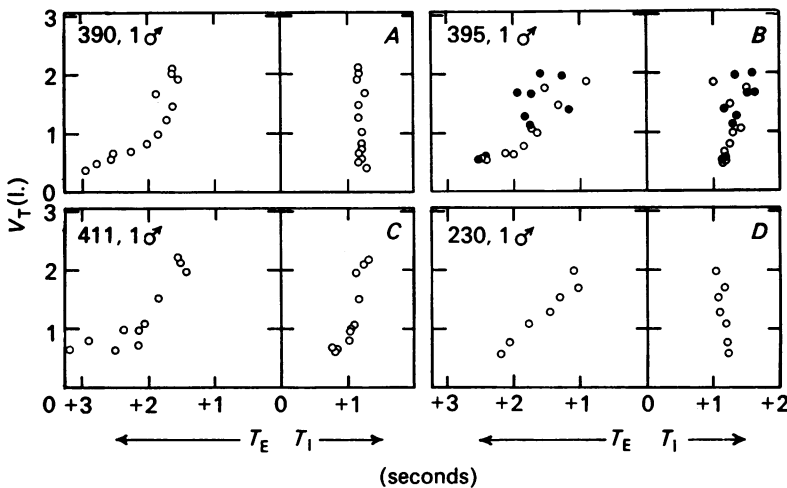 390, 1♂ A
395, 1♂ B
3
2
1
0
V_T (l.)
411, 1♂ C
230, 1♂ D
3
2
1
0
+3 +2 +1 0 +1
+3 +2 +1 0 +1 +2
← T_E T_I →
← T_E T_I →
(seconds)